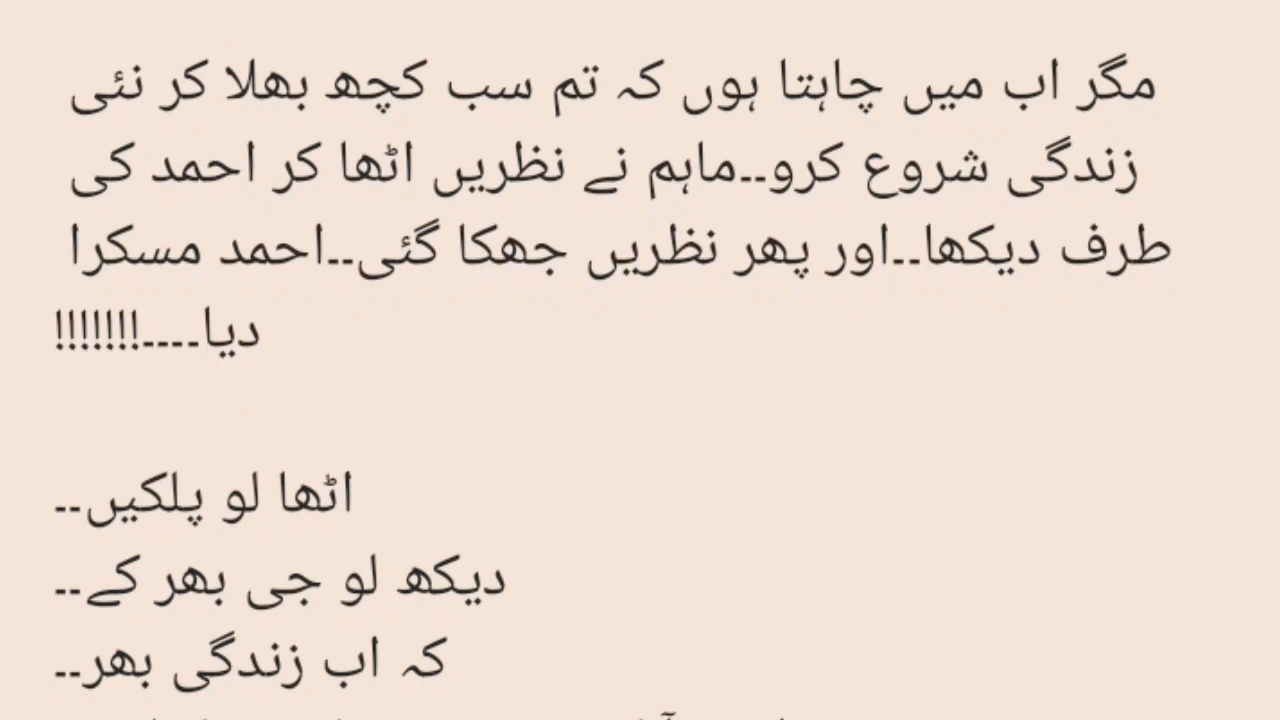 مگر اب میں چاہتا ہوں کہ تم سب کچھ بھلا کر نئی
زندگی شروع کرو۔۔ماہم نے نظریں اٹھا کر احمد کی
طرف دیکھا۔۔اور پھر نظریں جھکا گئی۔۔احمد مسکرا
دیا۔۔۔۔!!!!!!!
اٹھا لو پلکیں۔۔
دیکھ لو جی بھر کے۔۔
کہ اب زندگی بھر۔۔